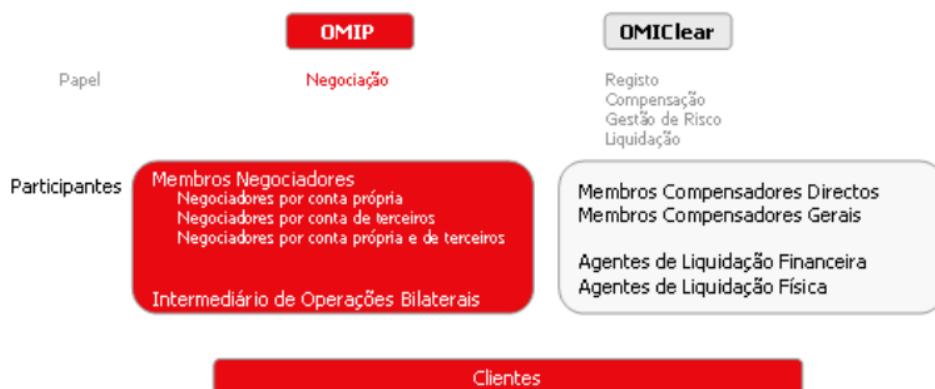 OMIP
OMIClear
Papel
Negociação
Registo
Compensação
Gestão de Risco
Liquidação
Participantes
Membros Negociadores
Negociadores por conta própria
Negociadores por conta de terceiros
Negociadores por conta própria e de terceiros
Intermediário de Operações Bilaterais
Membros Compensadores Directos
Membros Compensadores Gerais
Agentes de Liquidação Financeira
Agentes de Liquidação Física
Clientes